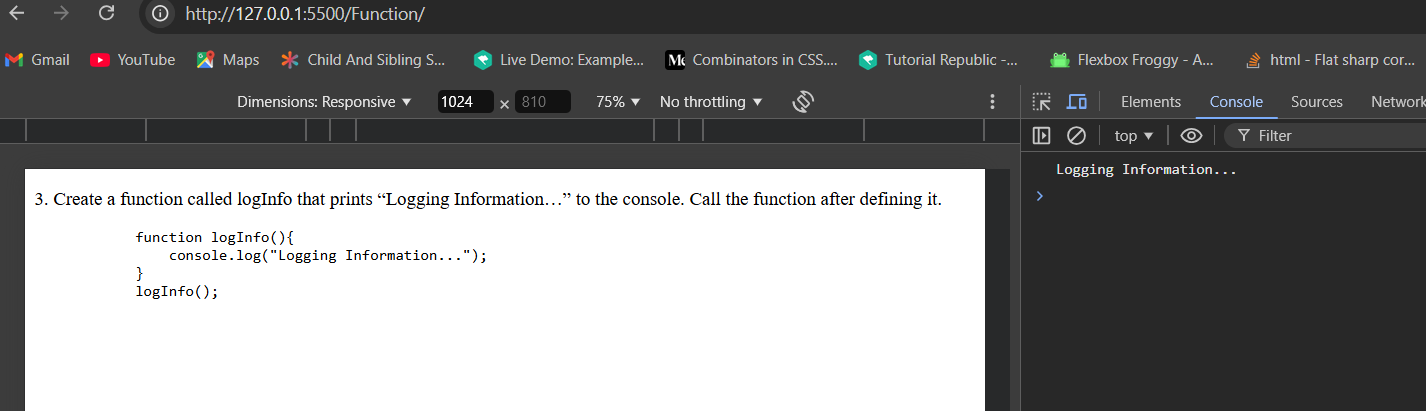 http://127.0.0.1:5500/Function/
Gmail YouTube Maps Child And Sibling S... Live Demo: Example... Combinators in CSS.... Tutorial Republic -... Flexbox Froggy - A... html - Flat sharp cor...
Dimensions: Responsive ▼ 1024 × 810 75% ▼ No throttling ▼
Elements Console Sources Network
top ▼ Filter
Logging Information...
3. Create a function called logInfo that prints “Logging Information…” to the console. Call the function after defining it.
function logInfo(){
    console.log("Logging Information...");
}
logInfo();